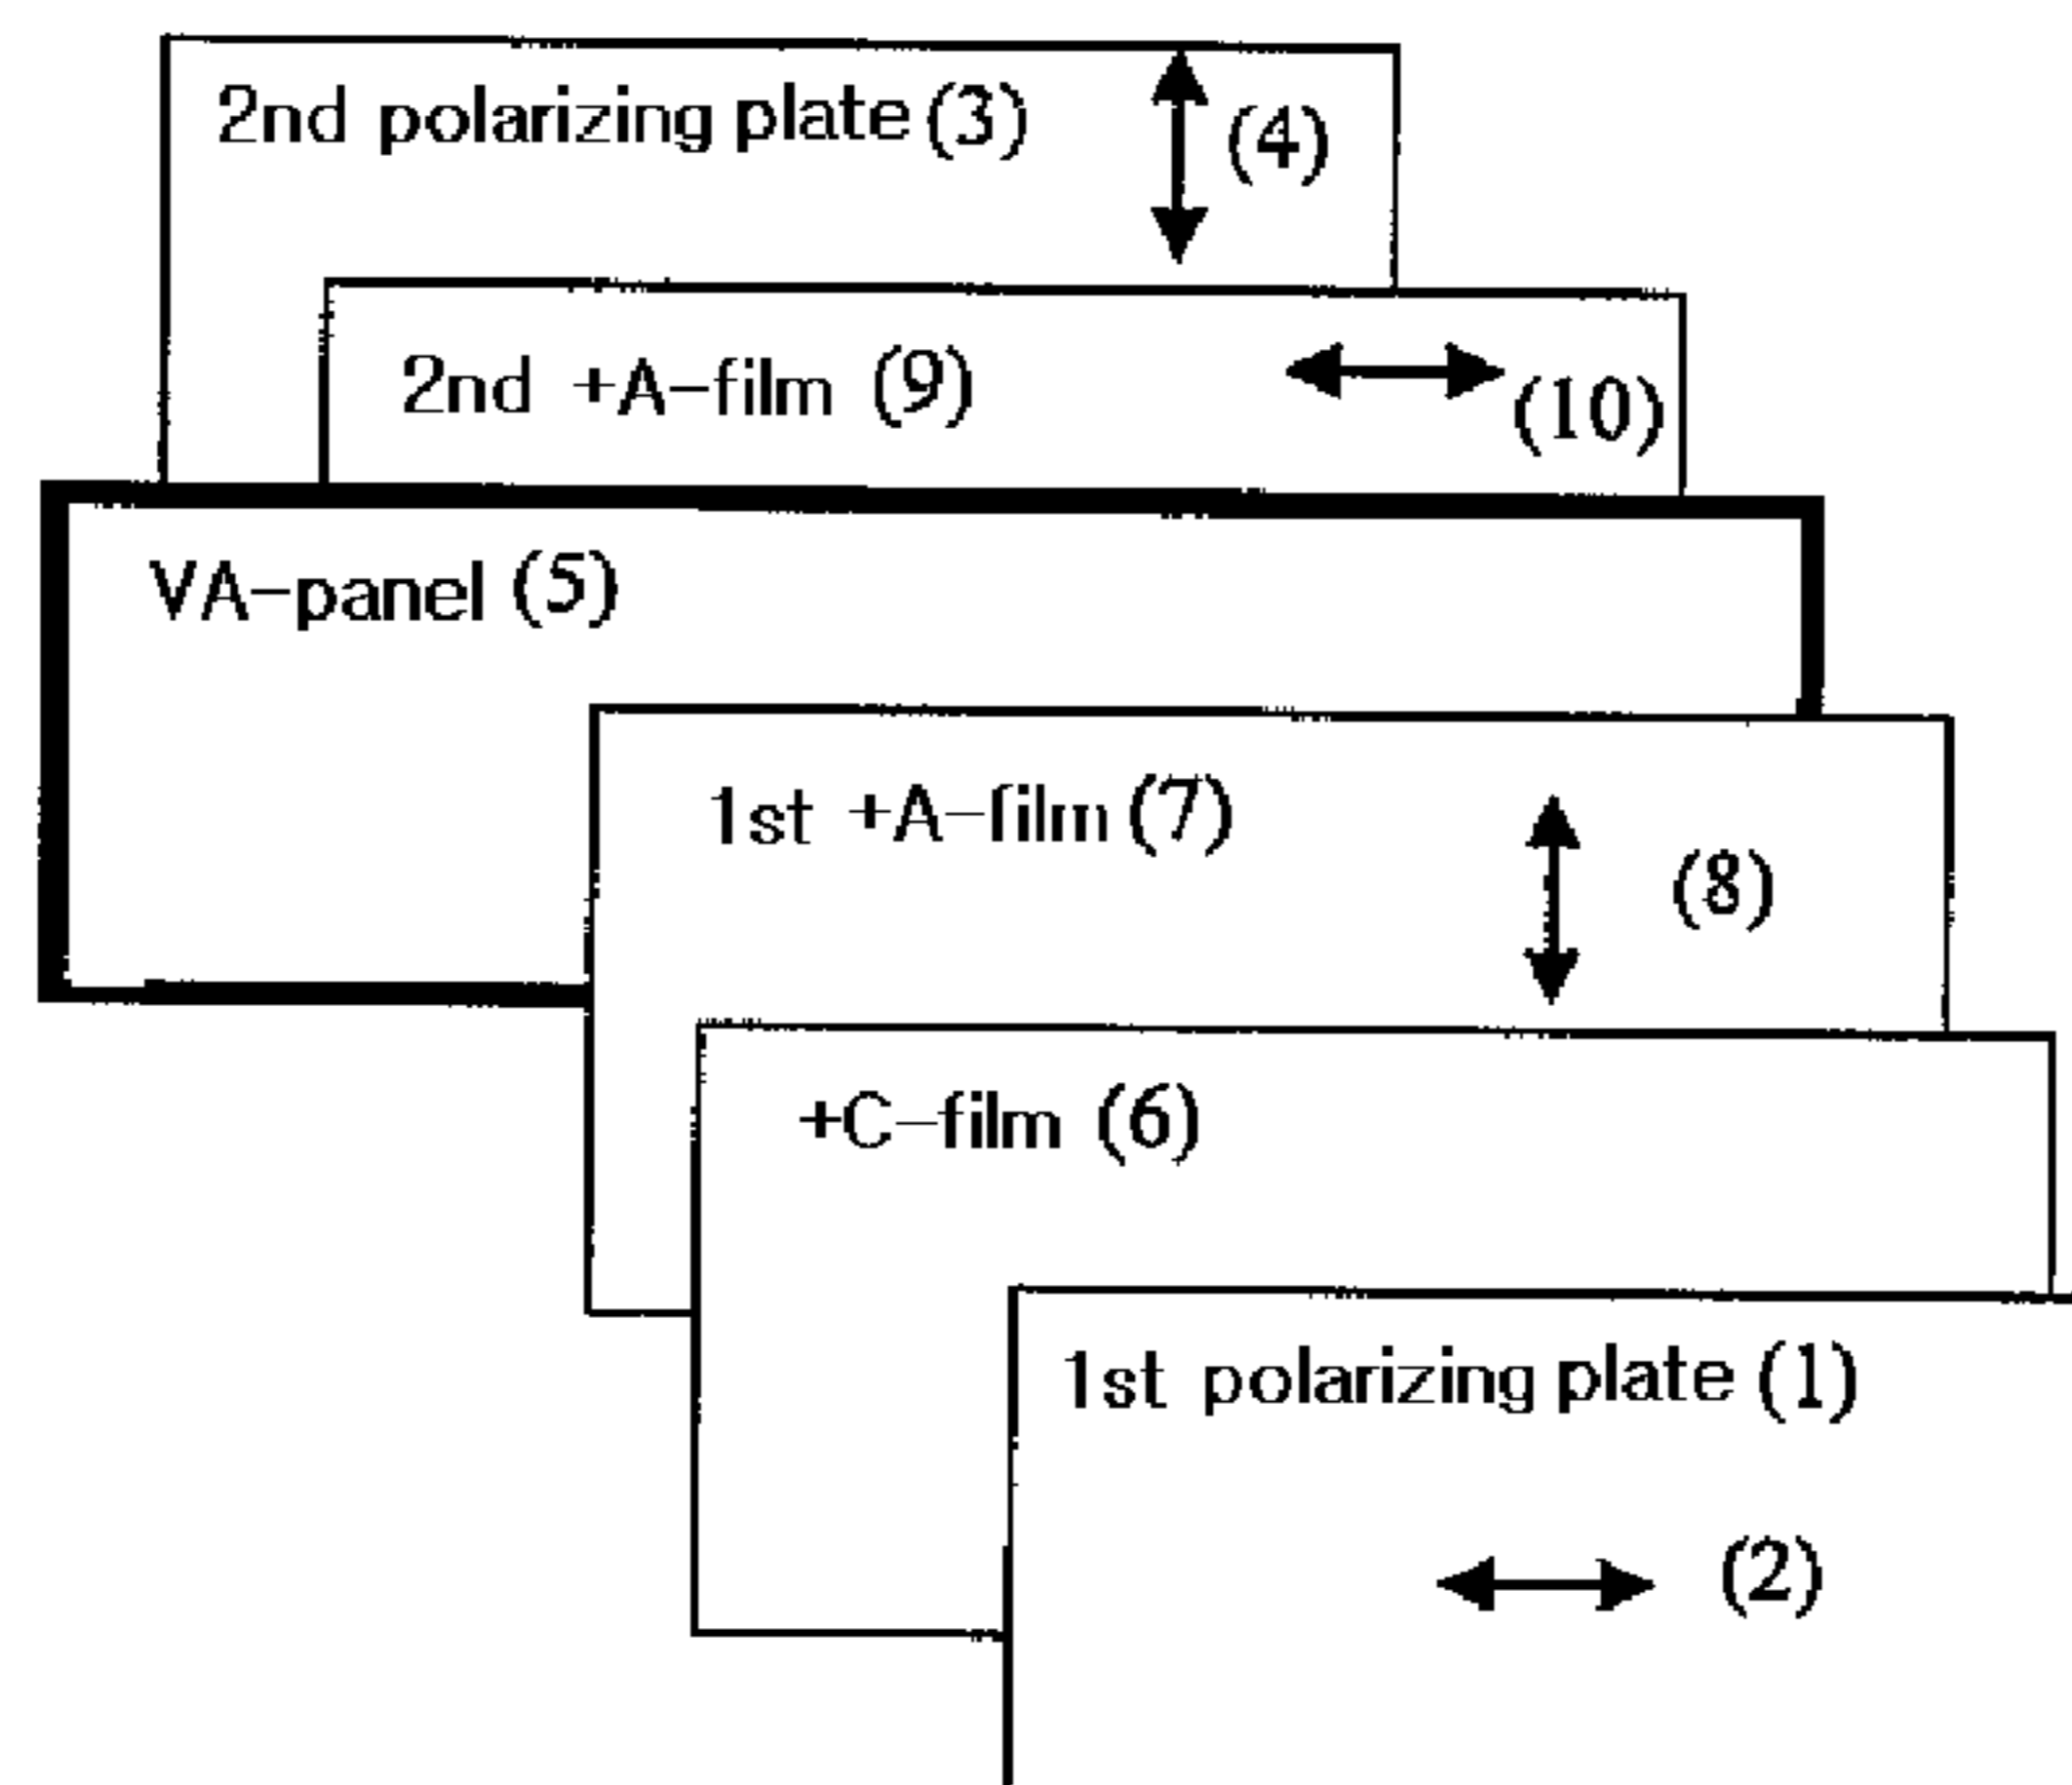 2nd polarizing plate (3)
(4)
2nd +A-film (9)
(10)
VA-panel (5)
1st +A-film (7)
(8)
+C-film (6)
1st polarizing plate (1)
(2)